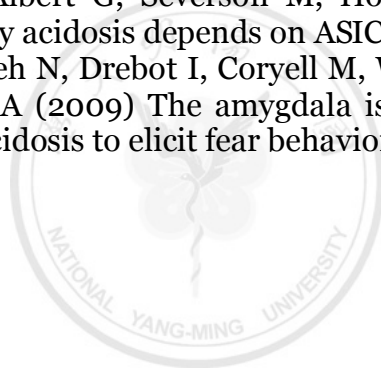 Albert G, Severson M, Ho
y acidosis depends on ASIC
eh N, Drebot I, Coryell M,
A (2009) The amygdala is
cidosis to elicit fear behavior
NATIONAL YANG-MING UNIVERSITY